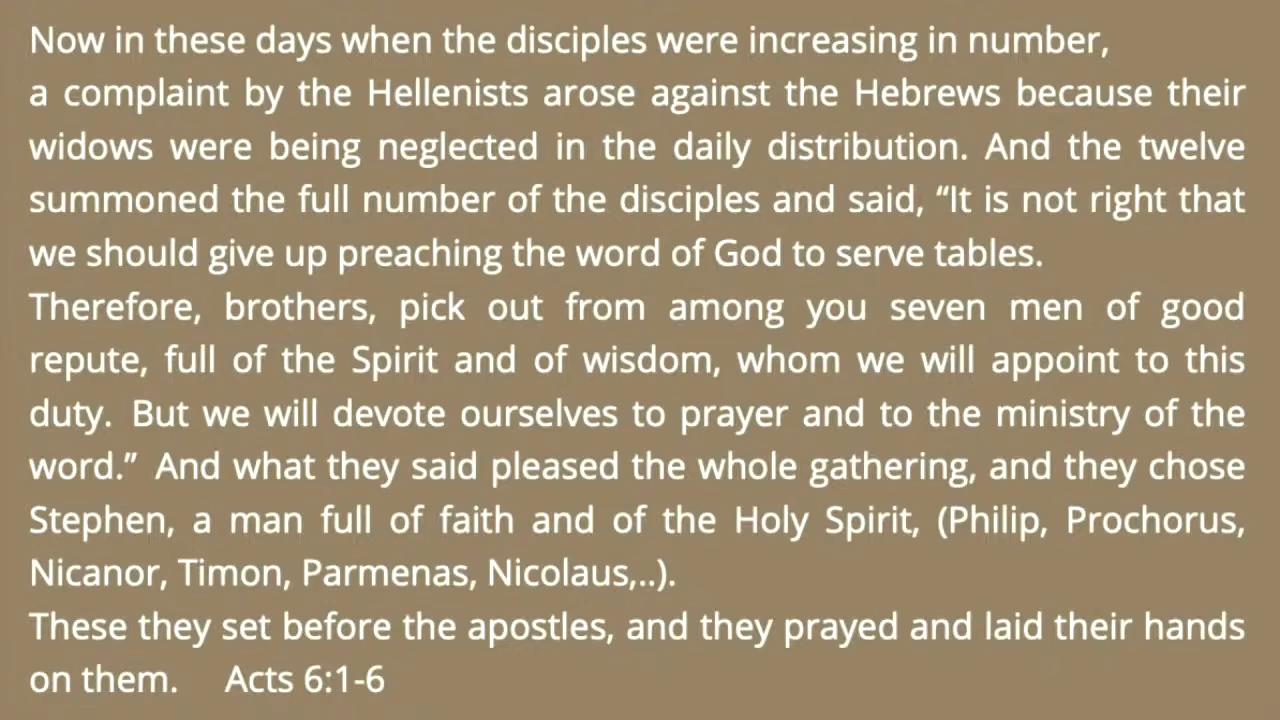 Now in these days when the disciples were increasing in number,
a complaint by the Hellenists arose against the Hebrews because their
widows were being neglected in the daily distribution. And the twelve
summoned the full number of the disciples and said, “It is not right that
we should give up preaching the word of God to serve tables.
Therefore, brothers, pick out from among you seven men of good
repute, full of the Spirit and of wisdom, whom we will appoint to this
duty. But we will devote ourselves to prayer and to the ministry of the
word.” And what they said pleased the whole gathering, and they chose
Stephen, a man full of faith and of the Holy Spirit, (Philip, Prochorus,
Nicanor, Timon, Parmenas, Nicolaus,..).
These they set before the apostles, and they prayed and laid their hands
on them. Acts 6:1-6